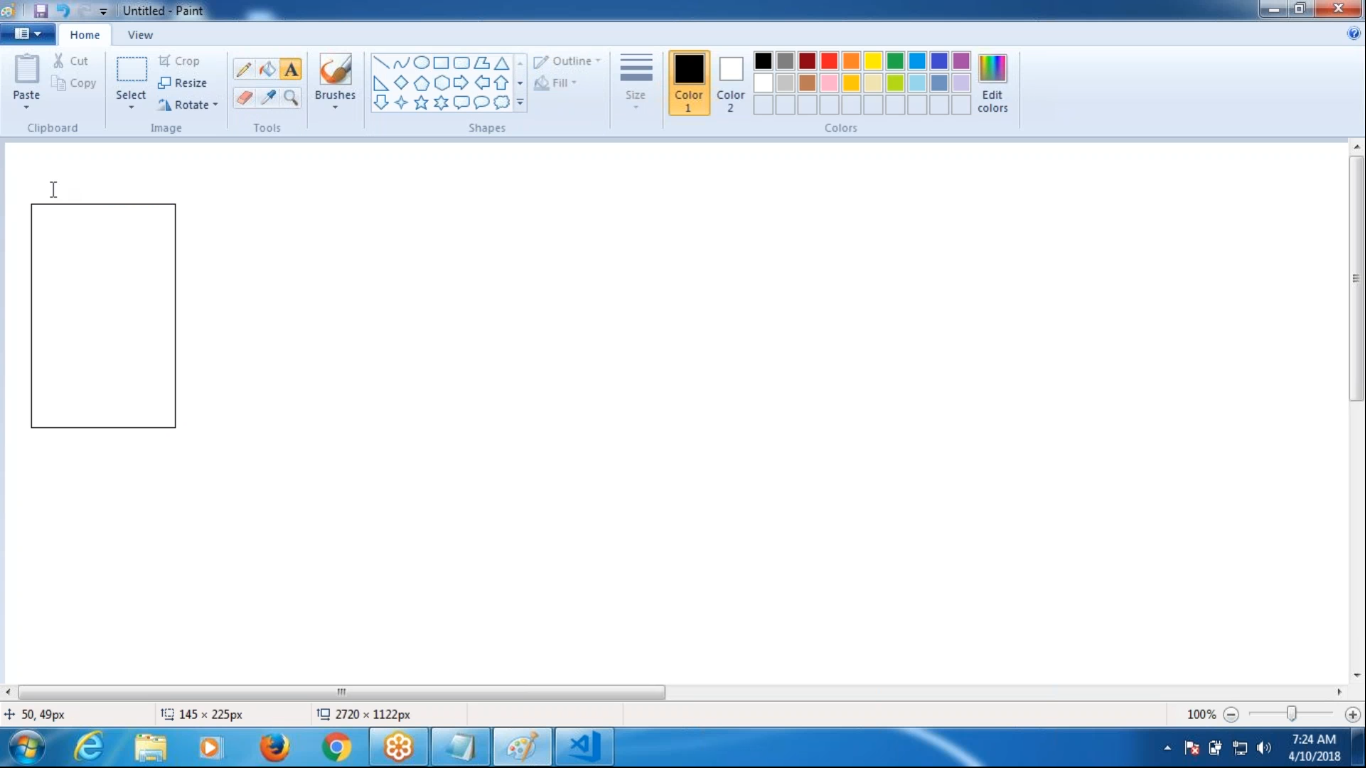 Untitled - Paint
Home View
Paste
Cut
Copy
Clipboard
Select
Crop
Resize
Rotate
Image
A
Tools
Brushes
Outline
Fill
Shapes
Size
Color
1
Color
2
Edit
colors
Colors
50, 49px
145 × 225px
2720 × 1122px
100%
7:24 AM
4/10/2018